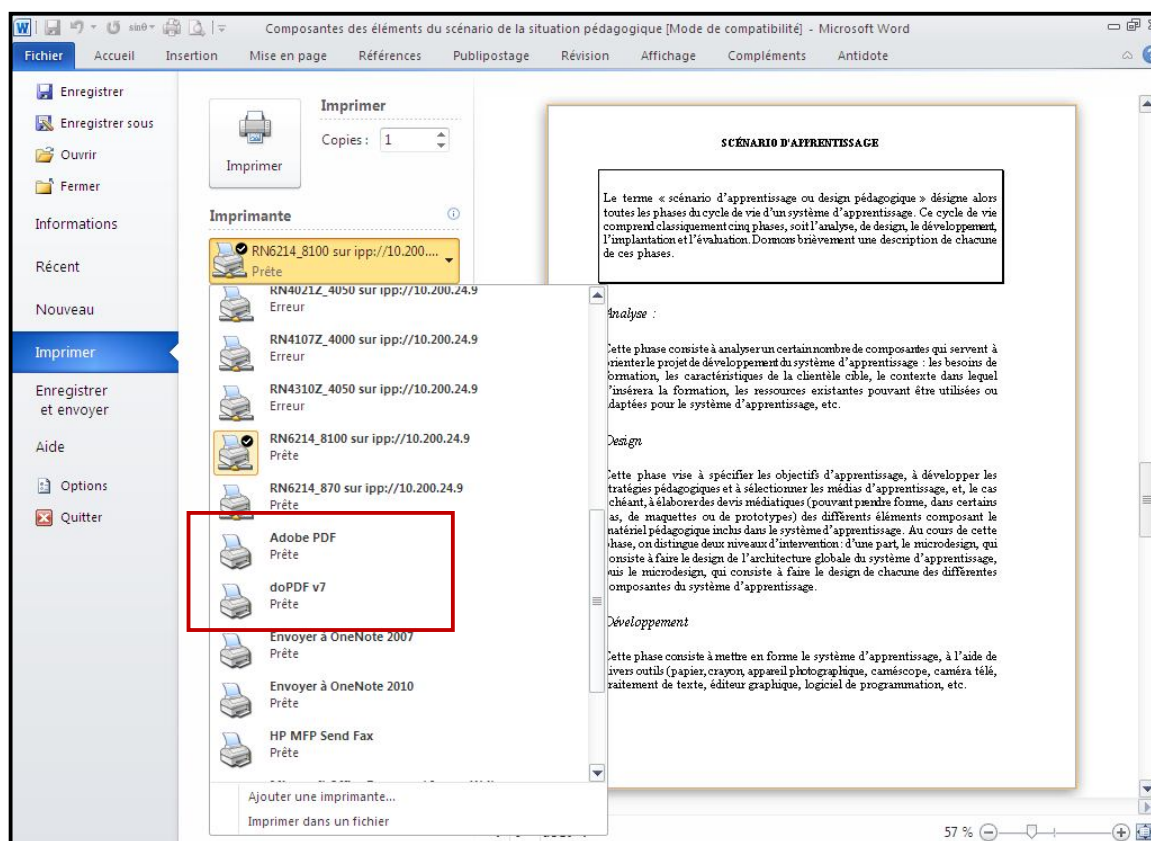 Composantes des éléments du scénario de la situation pédagogique [Mode de compatibilité] - Microsoft Word
Fichier Accueil Insertion Mise en page Références Publipostage Révision Affichage Compléments Antidote
Enregistrer
Enregistrer sous
Ouvrir
Fermer
Informations
Récent
Nouveau
Imprimer
Enregistrer
et envoyer
Aide
Options
Quitter
Imprimer
Imprimer
Copies : 1
Imprimante
RN6214_8100 sur ipp://10.200....
Prête
RN4021Z_4050 sur ipp://10.200.24.9
Erreur
RN4107Z_4000 sur ipp://10.200.24.9
Erreur
RN4310Z_4050 sur ipp://10.200.24.9
Erreur
RN6214_8100 sur ipp://10.200.24.9
Prête
RN6214_870 sur ipp://10.200.24.9
Prête
Adobe PDF
Prête
doPDF v7
Prête
Envoyer à OneNote 2007
Prête
Envoyer à OneNote 2010
Prête
HP MFP Send Fax
Prête
Ajouter une imprimante...
Imprimer dans un fichier
SCÉNARIO D'APPRENTISSAGE
Le terme « scénario d'apprentissage ou design pédagogique » désigne alors
toutes les phases du cycle de vie d'un système d'apprentissage. Ce cycle de vie
comprend classiquement cinq phases, soit l'analyse, de design, le développement,
l'implantation et l'évaluation. Donnons brièvement une description de chacune
de ces phases.
Analyse :
Cette phase consiste à analyser un certain nombre de composantes qui servent à
orienter le projet de développement du système d'apprentissage : les besoins de
formation, les caractéristiques de la clientèle cible, le contexte dans lequel
s'insérera la formation, les ressources existantes pouvant être utilisées ou
adaptées pour le système d'apprentissage, etc.
Design
Cette phase vise à spécifier les objectifs d'apprentissage, à développer les
stratégies pédagogiques et à sélectionner les médias d'apprentissage, et, le cas
échéant, à élaborer des devis médiatiques (pouvant prendre forme, dans certains
cas, de maquettes ou de prototypes) des différents éléments composant le
matériel pédagogique inclus dans le système d'apprentissage. Au cours de cette
phase, on distingue deux niveaux d'intervention : d'une part, le microdesign, qui
consiste à faire le design de l'architecture globale du système d'apprentissage,
puis le microdesign, qui consiste à faire le design de chacune des différentes
composantes du système d'apprentissage.
Développement
Cette phase consiste à mettre en forme le système d'apprentissage, à l'aide de
divers outils (papier, crayon, appareil photographique, caméscope, caméra télé,
traitement de texte, éditeur graphique, logiciel de programmation, etc.
57 %